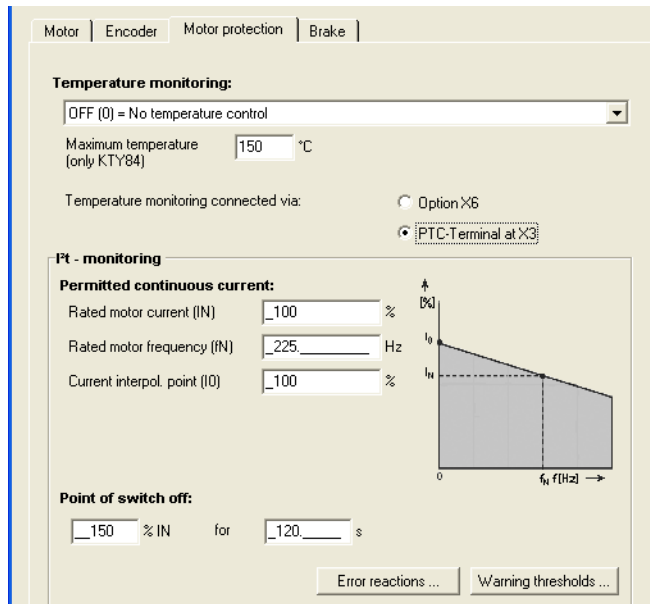 Motor Encoder Motor protection Brake
Temperature monitoring:
OFF (0) = No temperature control
Maximum temperature 150 °C
(only KTY84)
Temperature monitoring connected via: Option X6
PTC-Terminal at X3
I²t - monitoring
Permitted continuous current:
Rated motor current (IN) _100 %
Rated motor frequency (fN) _225.________ Hz
Current interpol. point (I0) _100 %
[%]
I0
IN
0 fN f[Hz]
Point of switch off:
__150 % IN for _120._____ s
Error reactions ... Warning thresholds ...